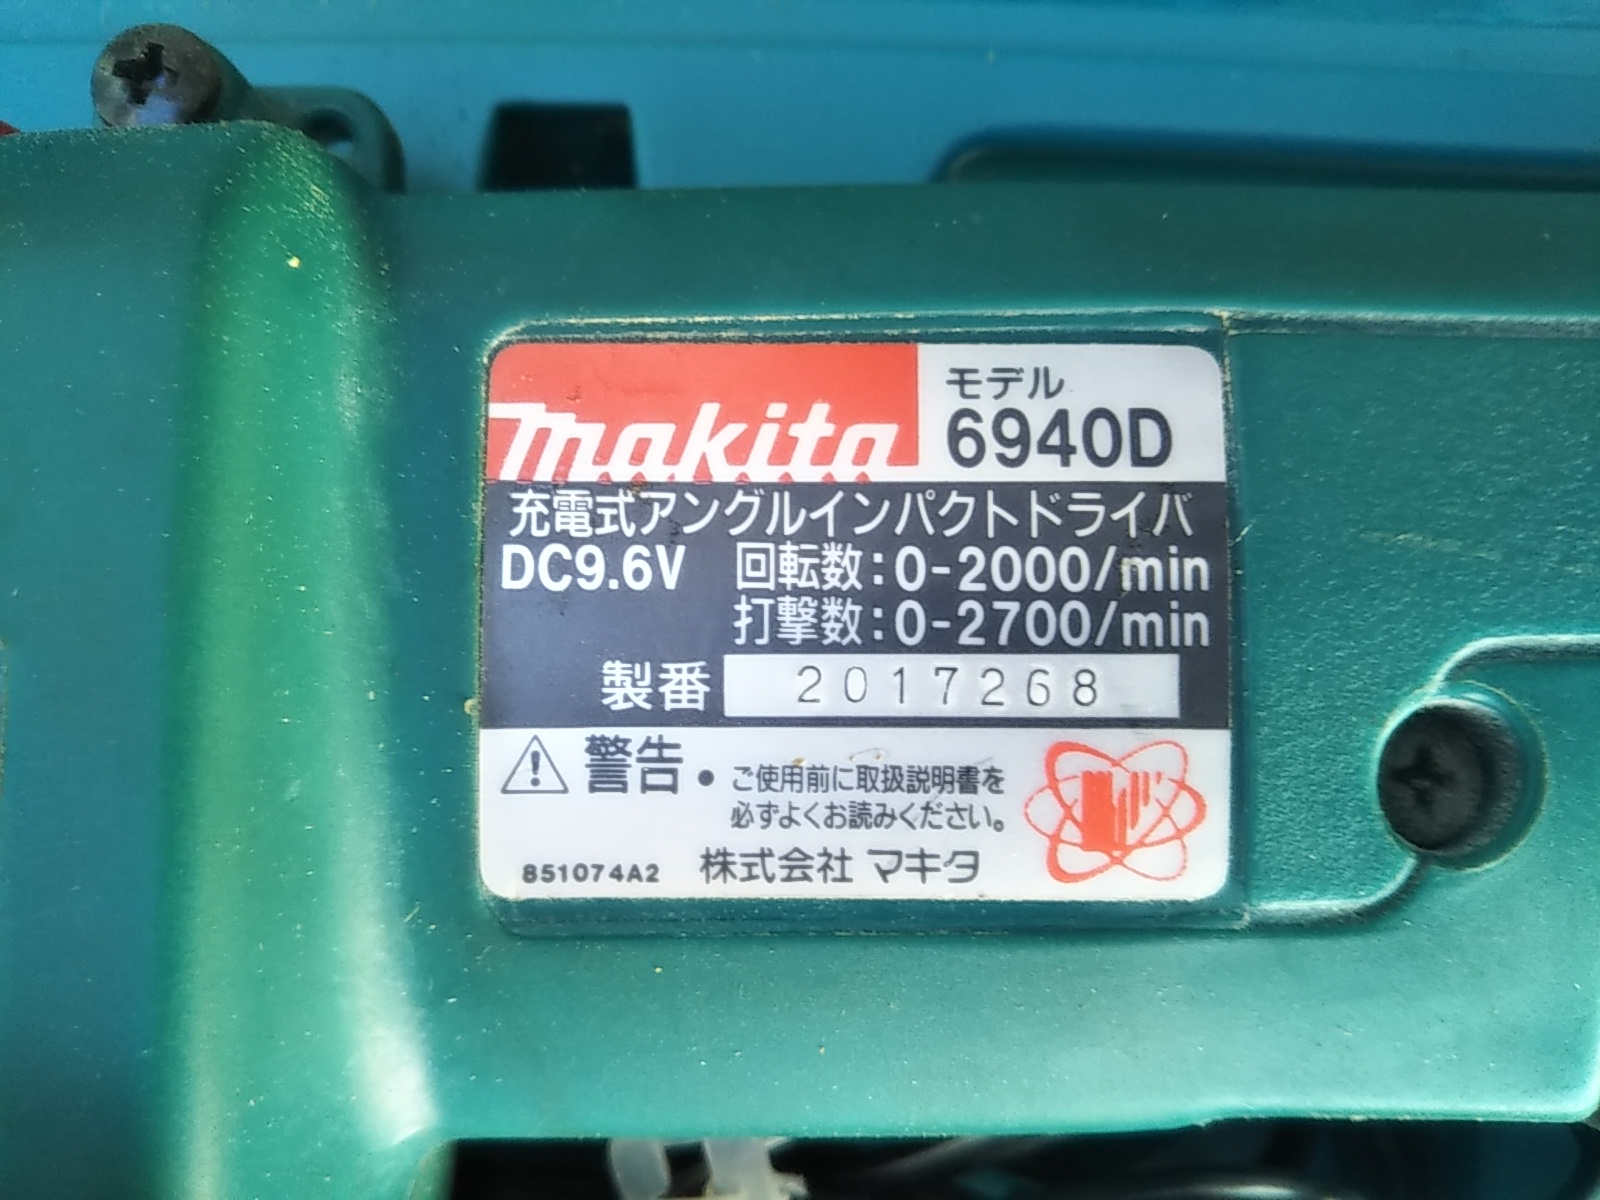 makita
モデル
6940D
充電式アングルインパクトドライバ
DC9.6V 回転数:0-2000/min
打撃数:0-2700/min
製番 2017268
警告・ご使用前に取扱説明書を
必ずよくお読みください。
851074A2 株式会社 マキタ